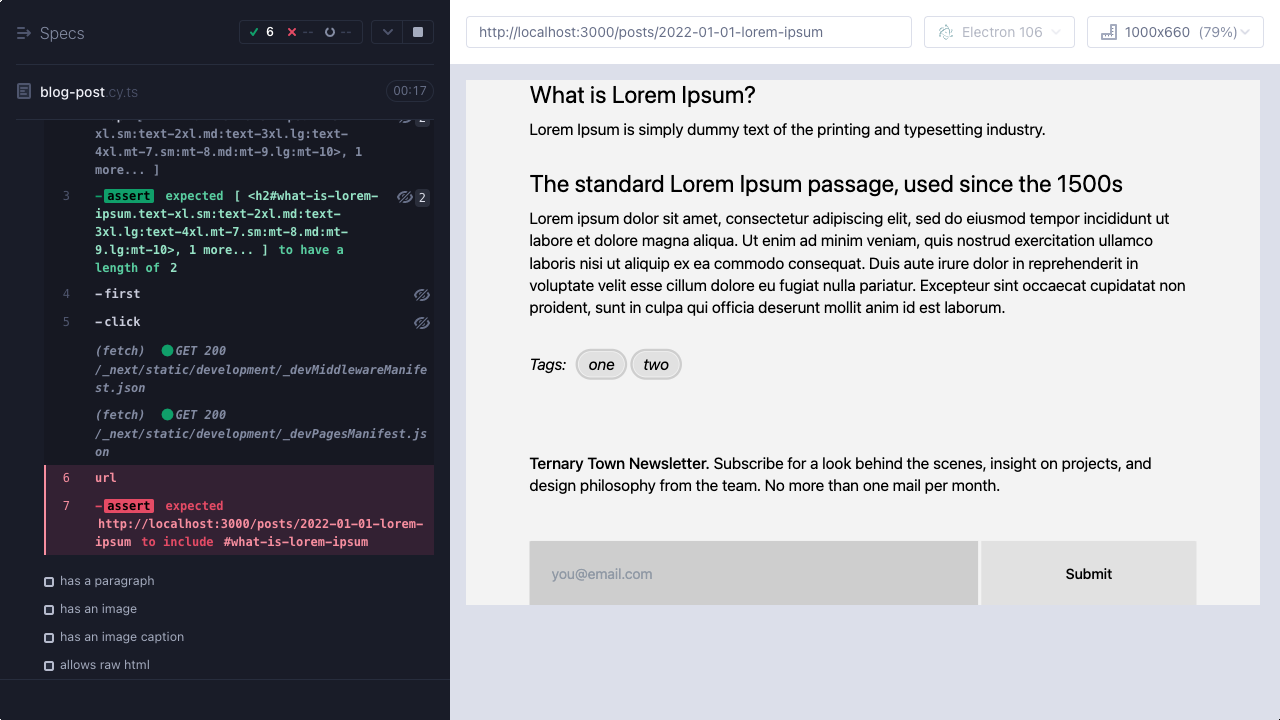 Specs
6
--
--
blog-post.cy.ts
00:17
xl.sm:text-2xl.md:text-3xl.lg:text-
4xl.mt-7.sm:mt-8.md:mt-9.lg:mt-10>, 1
more... ]
3 -assert expected [ <h2#what-is-lorem-
ipsum.text-xl.sm:text-2xl.md:text-
3xl.lg:text-4xl.mt-7.sm:mt-8.md:mt-
9.lg:mt-10>, 1 more... ] to have a
length of 2
2
4 -first
5 -click
(fetch) GET 200
/_next/static/development/_devMiddlewareManife
st.json
(fetch) GET 200
/_next/static/development/_devPagesManifest.js
on
6 url
7 -assert expected
http://localhost:3000/posts/2022-01-01-lorem-
ipsum to include #what-is-lorem-ipsum
has a paragraph
has an image
has an image caption
allows raw html
http://localhost:3000/posts/2022-01-01-lorem-ipsum
Electron 106
1000x660 (79%)
What is Lorem Ipsum?
Lorem Ipsum is simply dummy text of the printing and typesetting industry.
The standard Lorem Ipsum passage, used since the 1500s
Lorem ipsum dolor sit amet, consectetur adipiscing elit, sed do eiusmod tempor incididunt ut
labore et dolore magna aliqua. Ut enim ad minim veniam, quis nostrud exercitation ullamco
laboris nisi ut aliquip ex ea commodo consequat. Duis aute irure dolor in reprehenderit in
voluptate velit esse cillum dolore eu fugiat nulla pariatur. Excepteur sint occaecat cupidatat non
proident, sunt in culpa qui officia deserunt mollit anim id est laborum.
Tags: one two
Ternary Town Newsletter. Subscribe for a look behind the scenes, insight on projects, and
design philosophy from the team. No more than one mail per month.
you@email.com
Submit